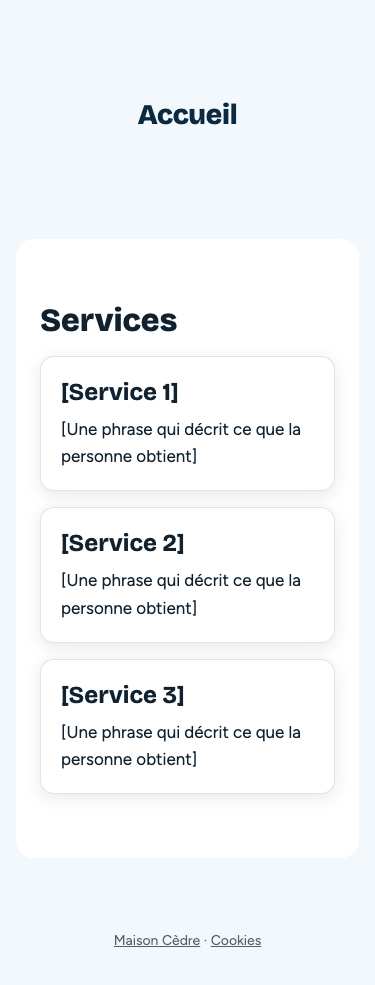 Accueil
Services
[Service 1]
[Une phrase qui décrit ce que la
personne obtient]
[Service 2]
[Une phrase qui décrit ce que la
personne obtient]
[Service 3]
[Une phrase qui décrit ce que la
personne obtient]
Maison Cèdre · Cookies